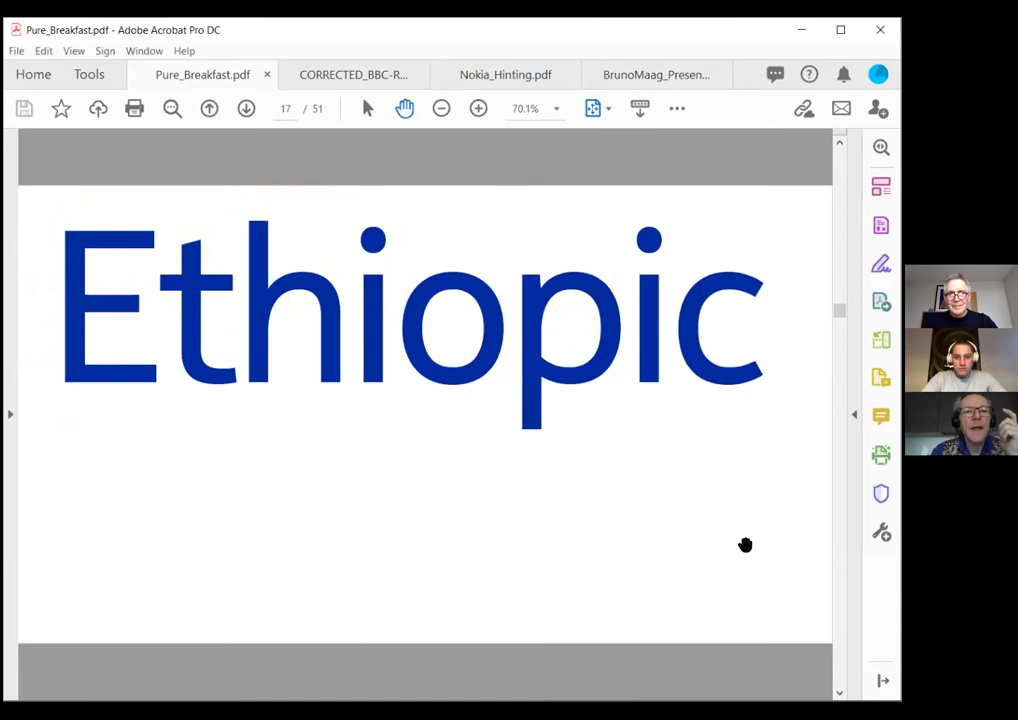 Pure_Breakfast.pdf - Adobe Acrobat Pro DC
File Edit View Sign Window Help
Home Tools Pure_Breakfast.pdf × CORRECTED_BBC-R... Nokia_Hinting.pdf BrunoMaag_Presen...
17 / 51 70.1%
Ethiopic